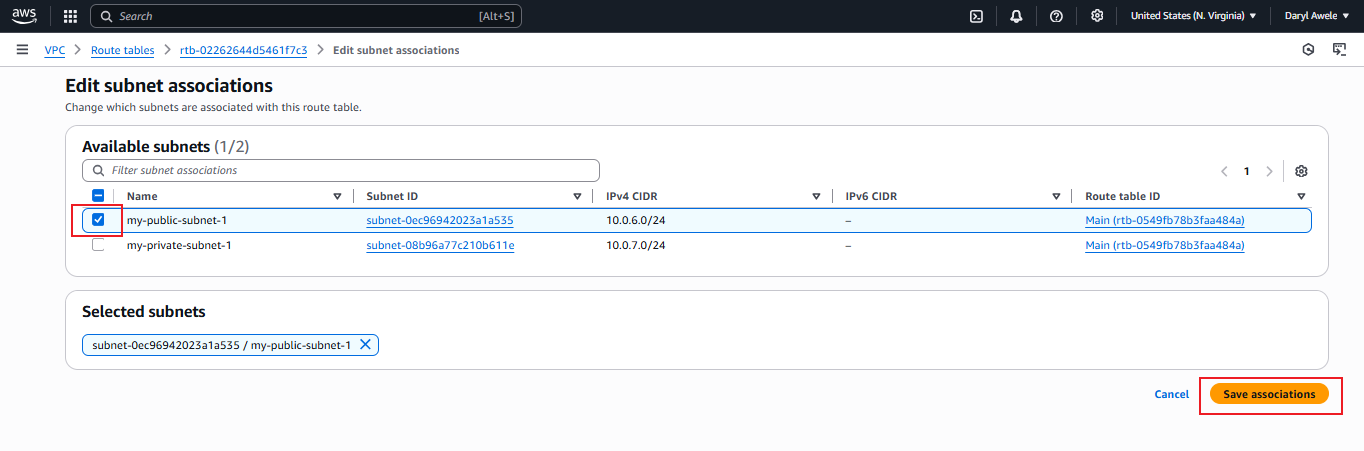 aws Search [Alt+S] United States (N. Virginia) Daryl Awele
VPC Route tables rtb-02262644d5461f7c3 Edit subnet associations
Edit subnet associations
Change which subnets are associated with this route table.
Available subnets (1/2)
Filter subnet associations
1
Name Subnet ID IPv4 CIDR IPv6 CIDR Route table ID
my-public-subnet-1 subnet-0ec96942023a1a535 10.0.6.0/24 – Main (rtb-0549fb78b3faa484a)
my-private-subnet-1 subnet-08b96a77c210b611e 10.0.7.0/24 – Main (rtb-0549fb78b3faa484a)
Selected subnets
subnet-0ec96942023a1a535 / my-public-subnet-1
Cancel Save associations